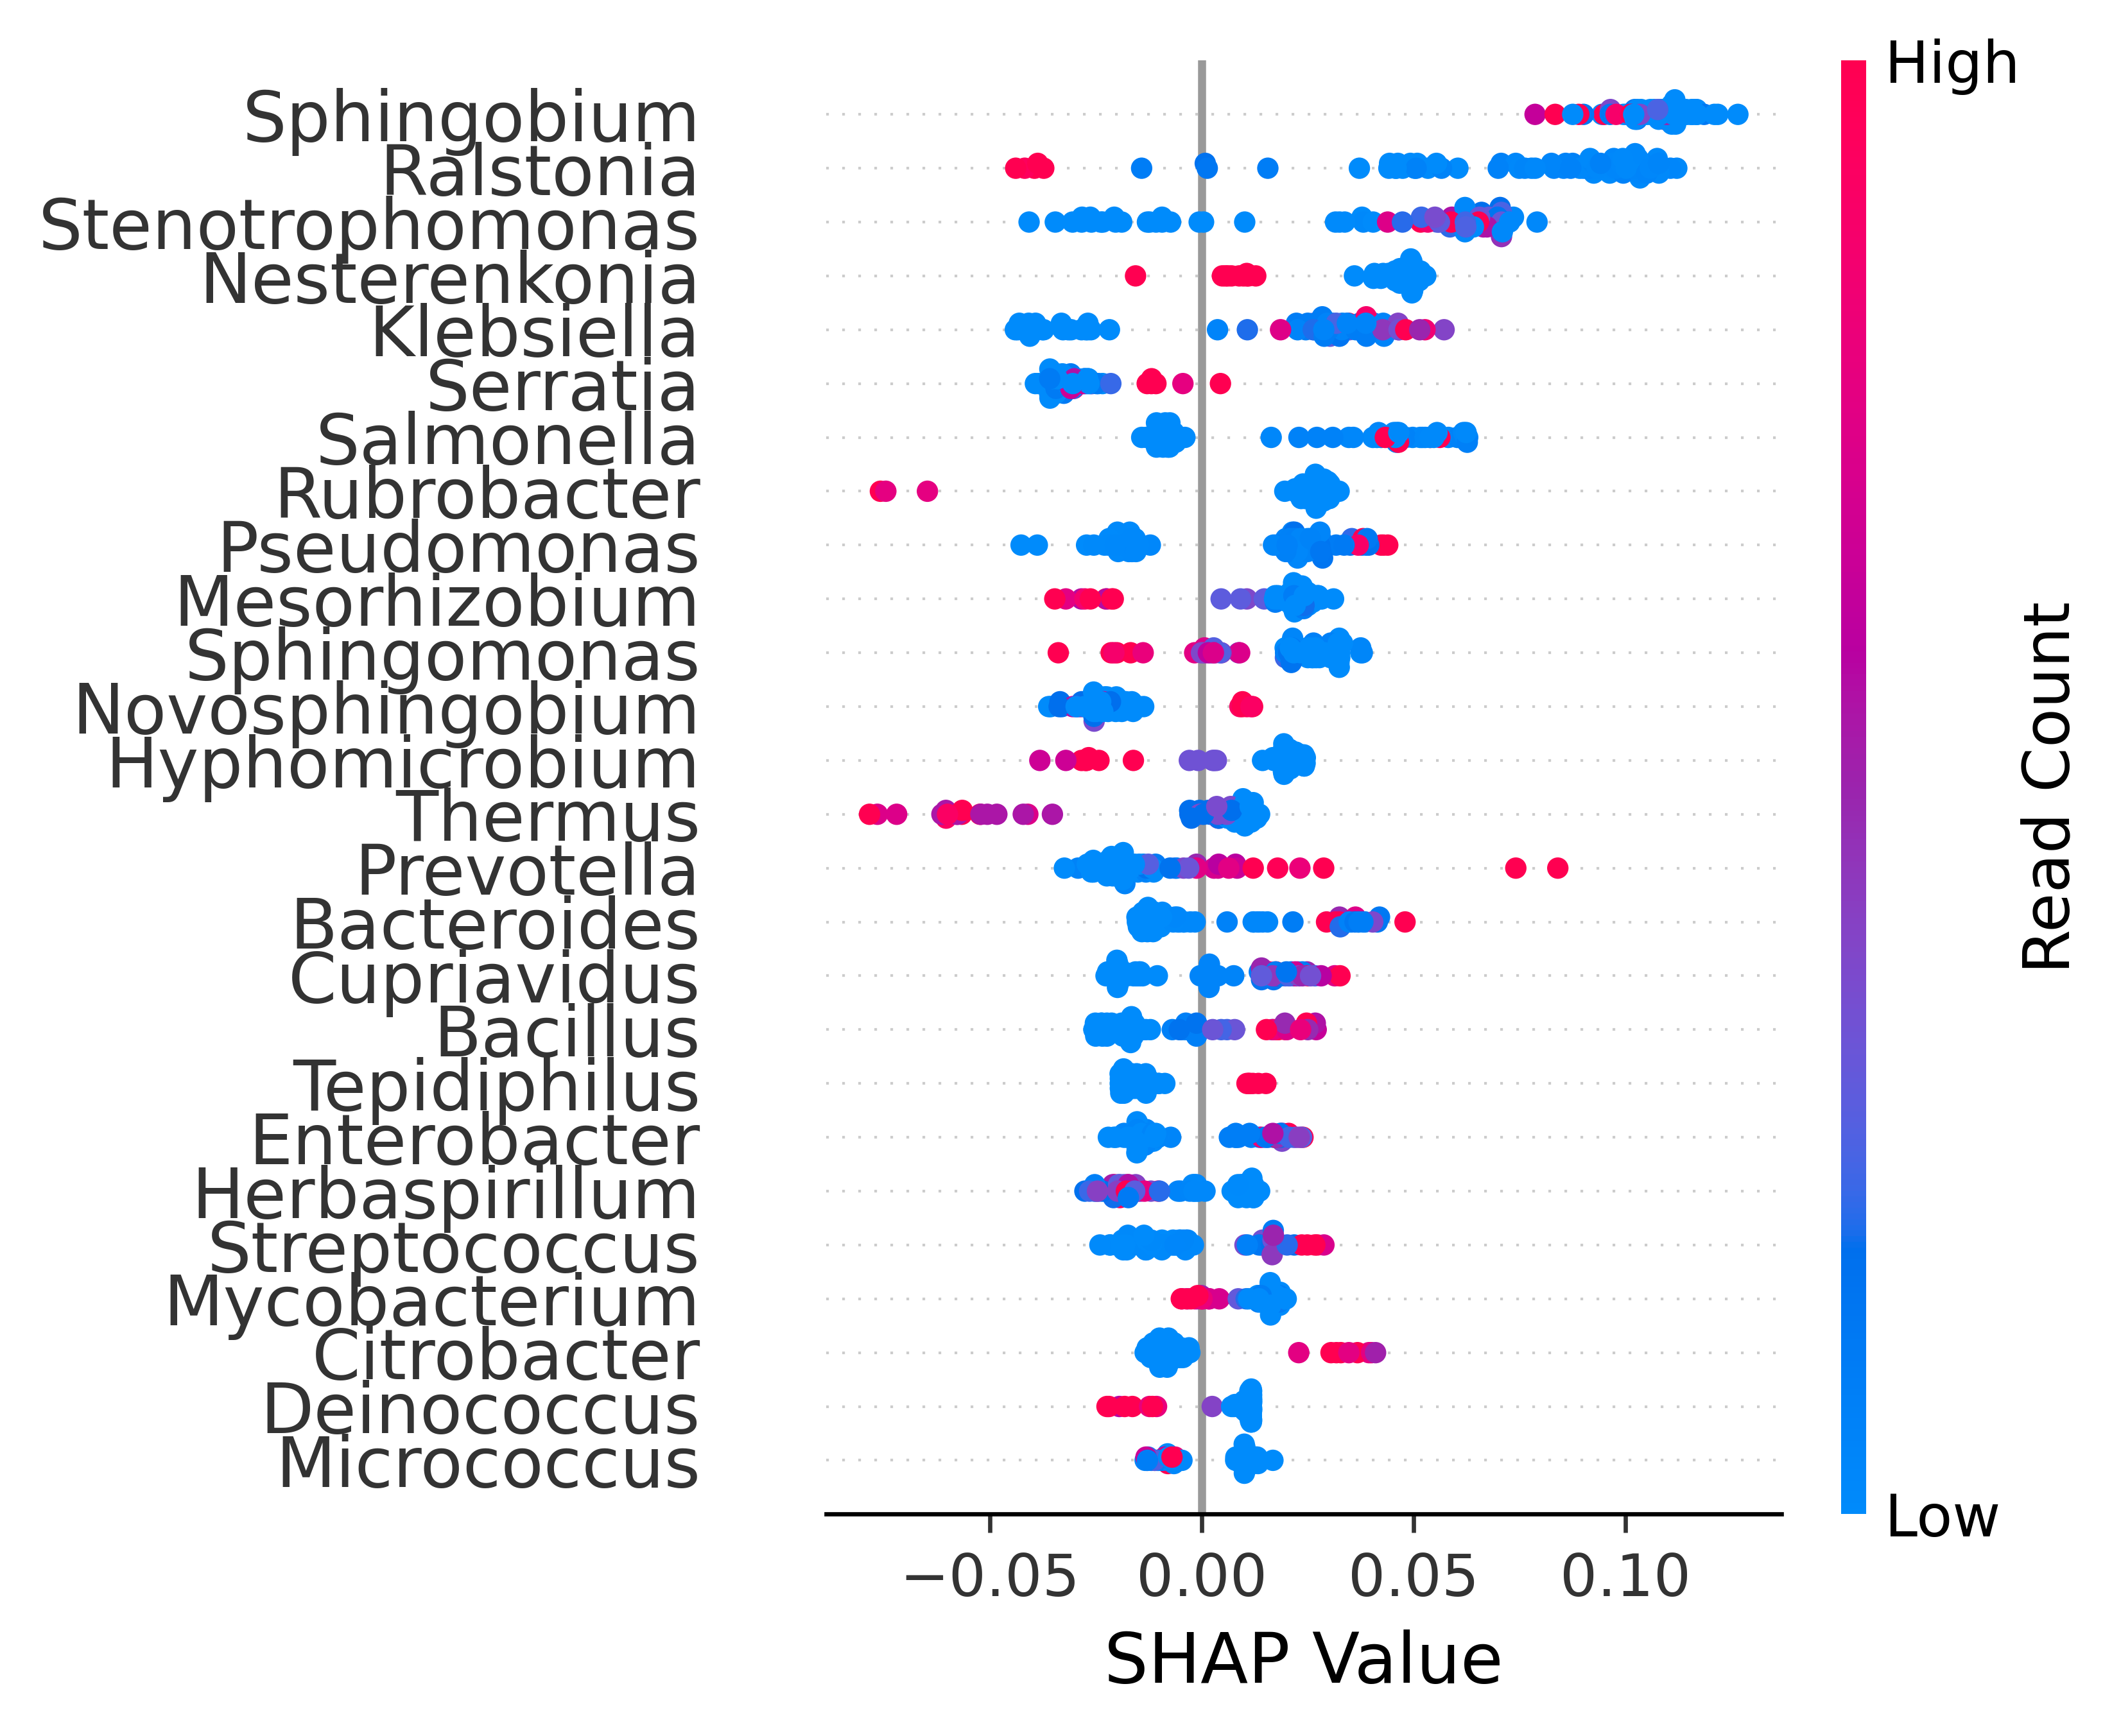 High
Sphingobium
Ralstonia
Stenotrophomonas
Nesterenkonia
Klebsiella
Serratia
Salmonella
Rubrobacter
Pseudomonas
Mesorhizobium
Sphingomonas
Novosphingobium
Hyphomicrobium
Thermus
Prevotella
Bacteroides
Cupriavidus
Bacillus
Tepidiphilus
Enterobacter
Herbaspirillum
Streptococcus
Mycobacterium
Citrobacter
Deinococcus
Micrococcus
Read Count
Low
−0.05 0.00 0.05 0.10
SHAP Value